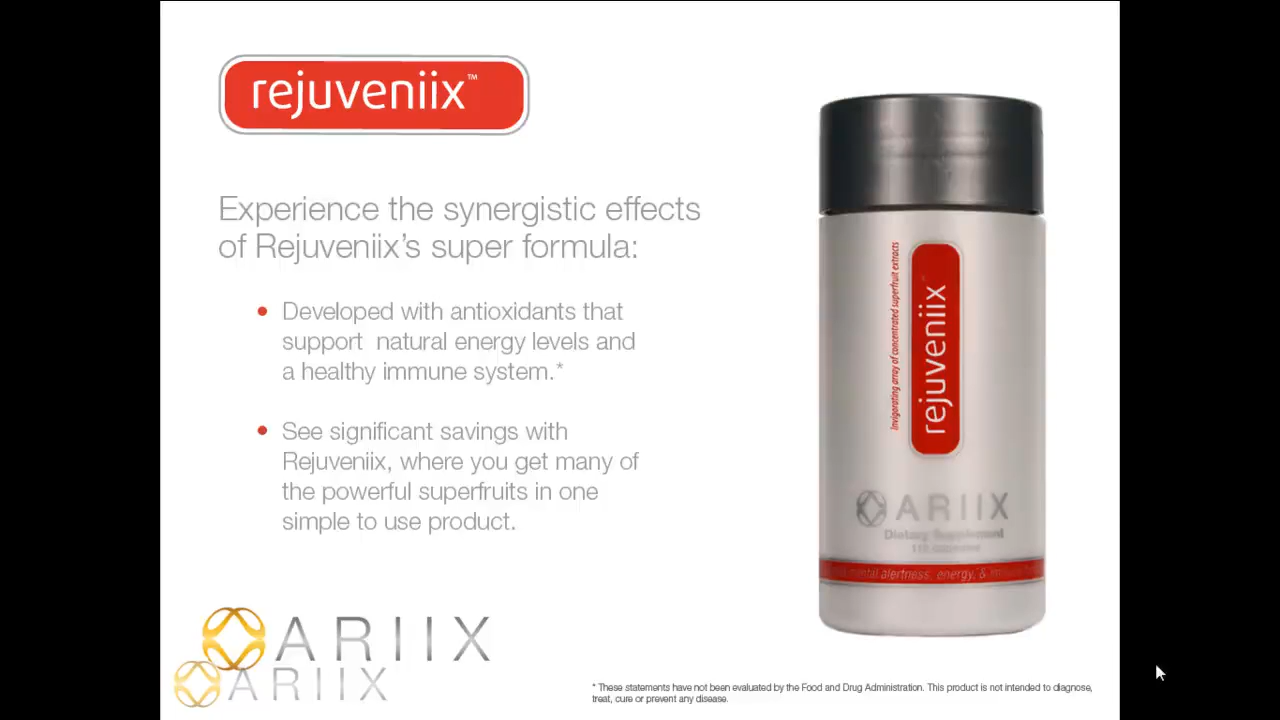 rejuveniix™
Experience the synergistic effects
of Rejuveniix's super formula:
• Developed with antioxidants that
support natural energy levels and
a healthy immune system.*
• See significant savings with
Rejuveniix, where you get many of
the powerful superfruits in one
simple to use product.
Invigorating array of concentrated superfruit extracts
rejuveniix
ARIIX
Dietary Supplement
mental alertness, energy, &
ARIIX
ARIIX
* These statements have not been evaluated by the Food and Drug Administration. This product is not intended to diagnose,
treat, cure or prevent any disease.